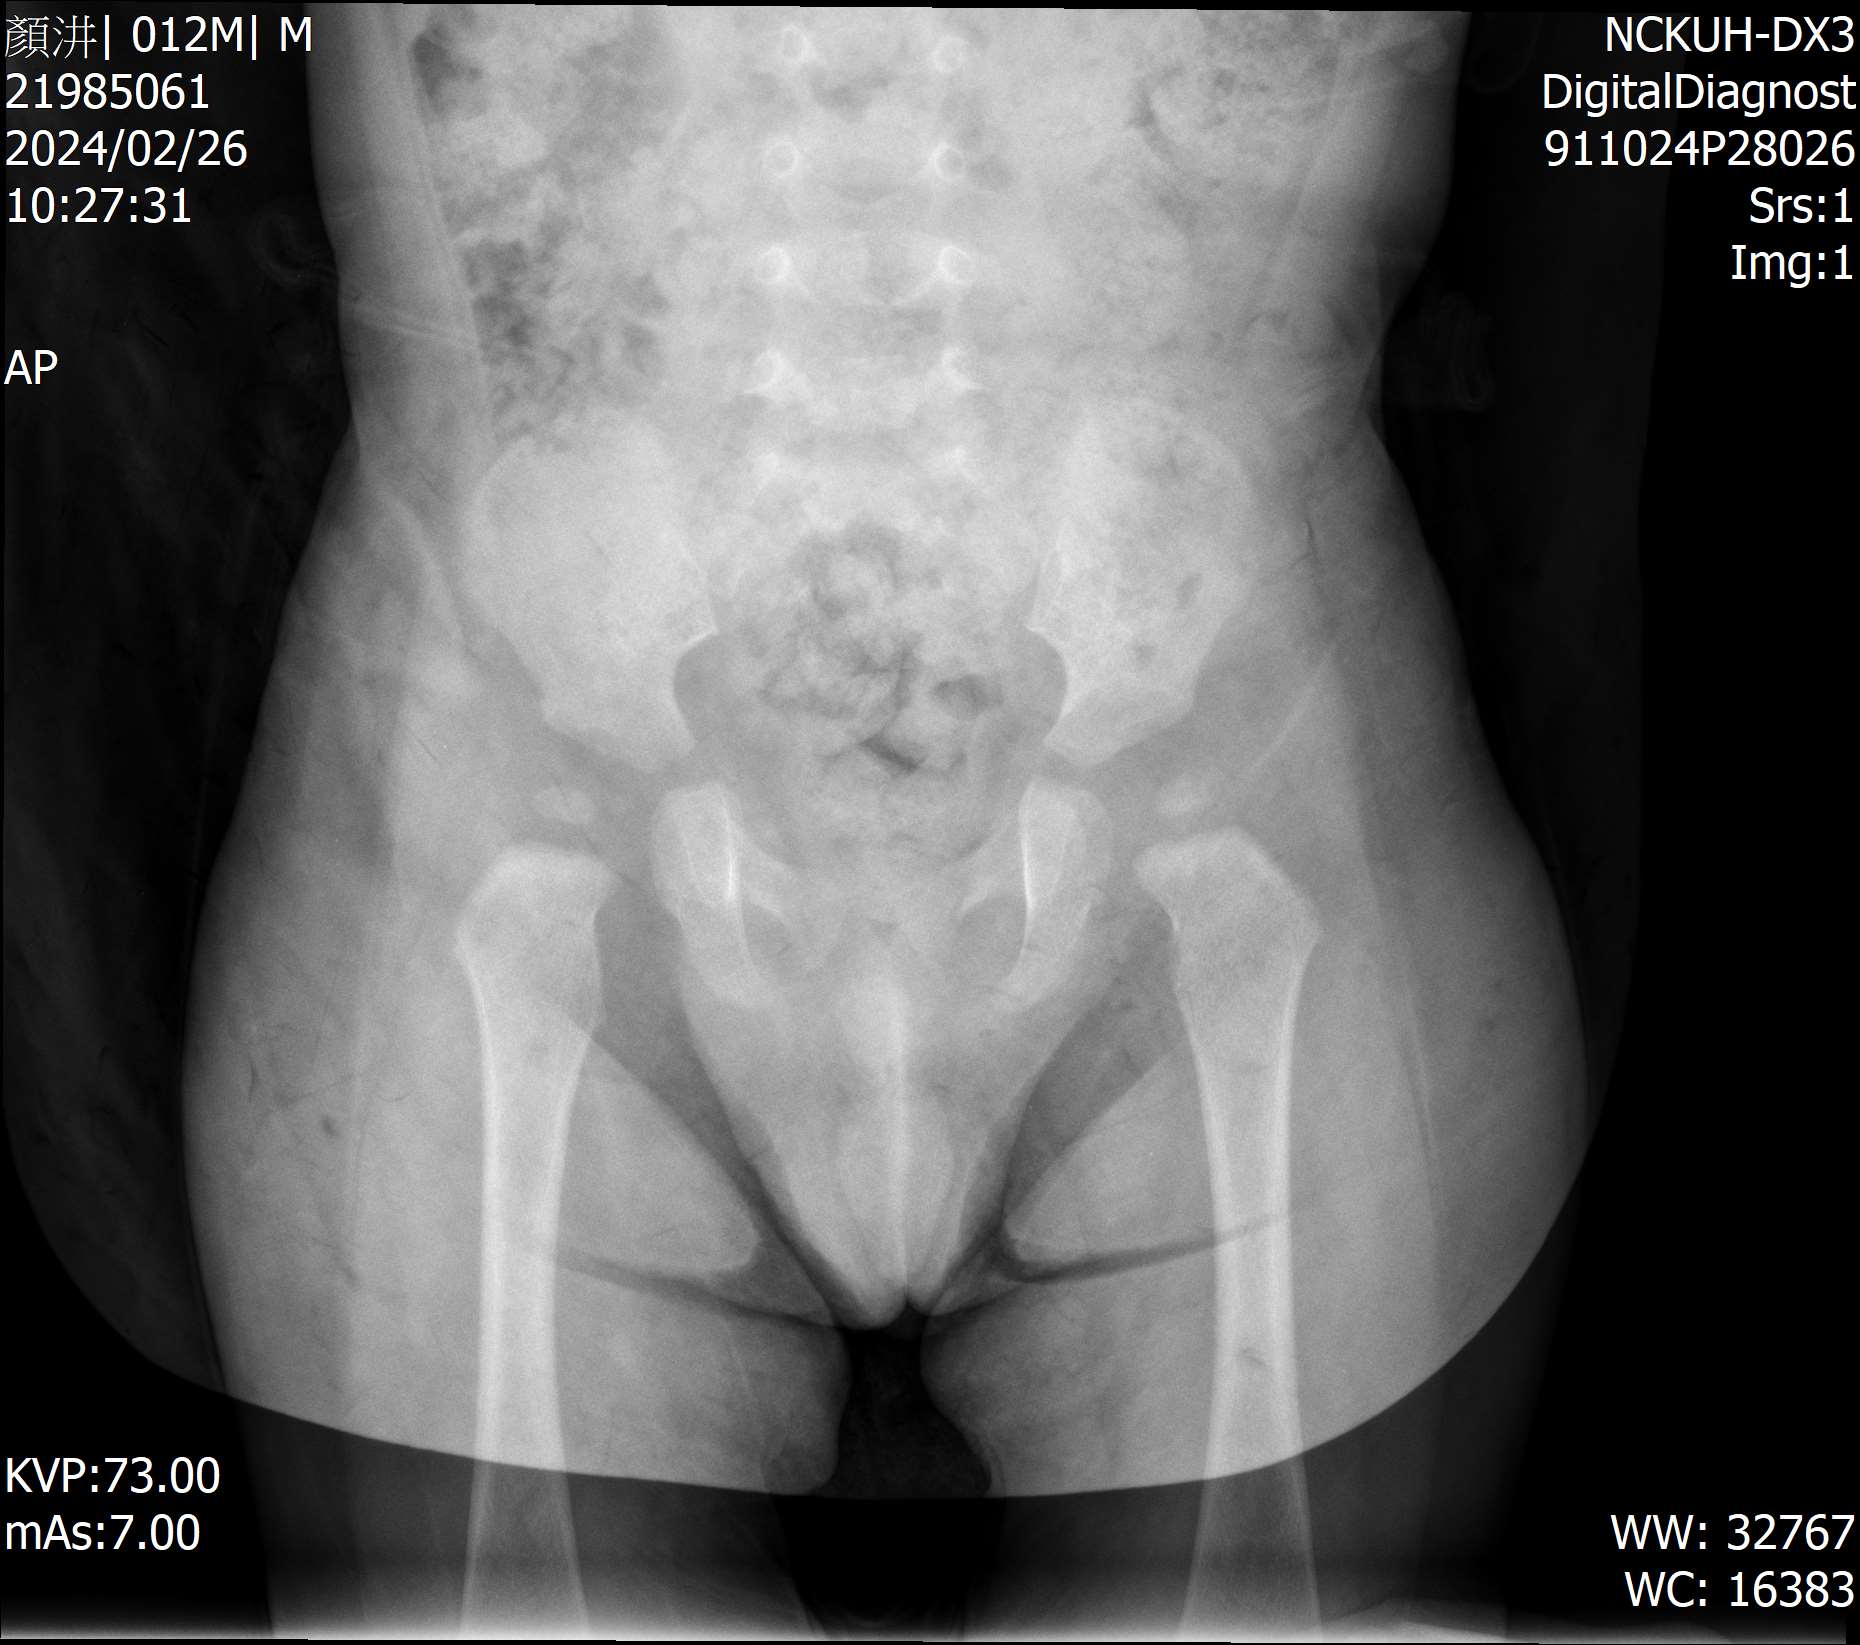 顏汫| 012M| M
21985061
2024/02/26
10:27:31
AP
NCKUH-DX3
DigitalDiagnost
911024P28026
Srs:1
Img:1
KVP:73.00
mAs:7.00
WW: 32767
WC: 16383